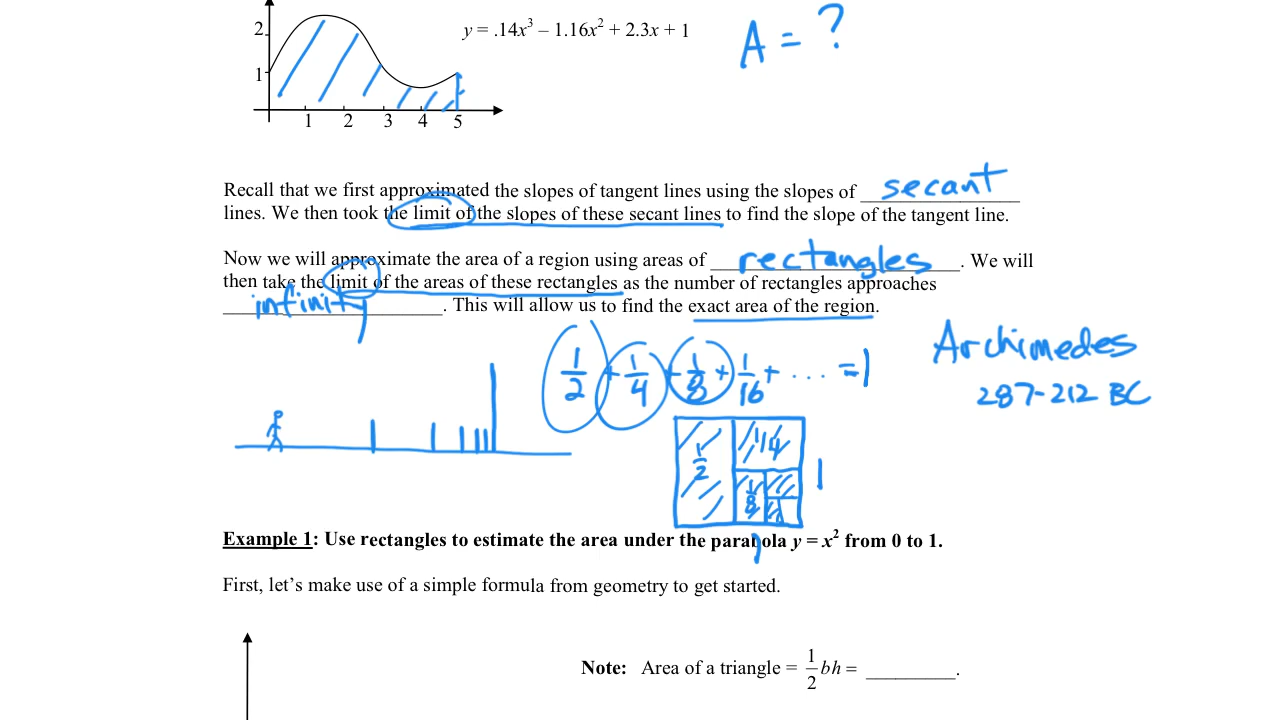 2
y = .14x³ – 1.16x² + 2.3x + 1
A = ?
1
1 2 3 4 5
Recall that we first approximated the slopes of tangent lines using the slopes of secant
lines. We then took the limit of the slopes of these secant lines to find the slope of the tangent line.
Now we will approximate the area of a region using areas of rectangles. We will
then take the limit of the areas of these rectangles as the number of rectangles approaches
infinity. This will allow us to find the exact area of the region.
1/2 + 1/4 + 1/8 + 1/16 + ... = 1
Archimedes
287-212 BC
1/2 1/4
1/8 1
1
Example 1: Use rectangles to estimate the area under the parabola y = x² from 0 to 1.
First, let's make use of a simple formula from geometry to get started.
Note: Area of a triangle = 1/2 bh = ________.